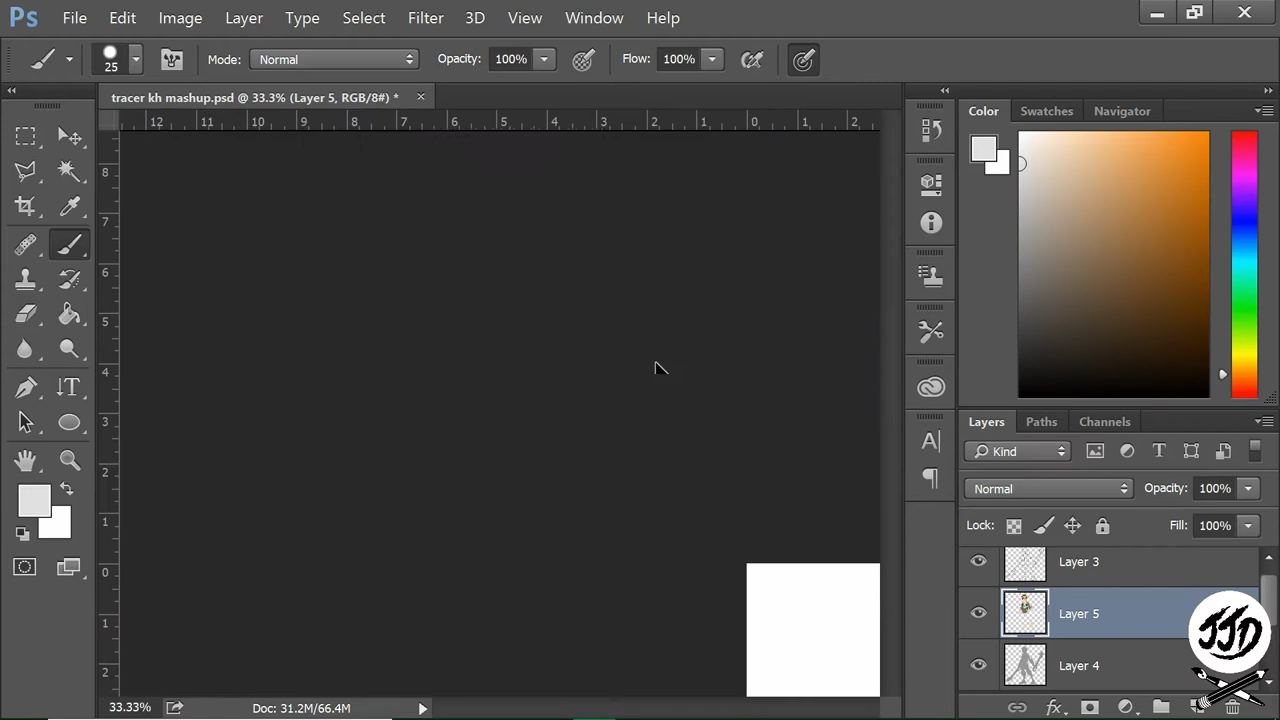 Ps File Edit Image Layer Type Select Filter 3D View Window Help
25 Mode: Normal Opacity: 100% Flow: 100%
tracer kh mashup.psd @ 33.3% (Layer 5, RGB/8#) * ×
12 11 10 9 8 7 6 5 4 3 2 1 0 1 2
8
7
6
5
4
3
2
1
0
1
2
Color Swatches Navigator
Layers Paths Channels
Kind
Normal Opacity: 100%
Lock: Fill: 100%
Layer 3
Layer 5
Layer 4
JJD
33.33% Doc: 31.2M/66.4M